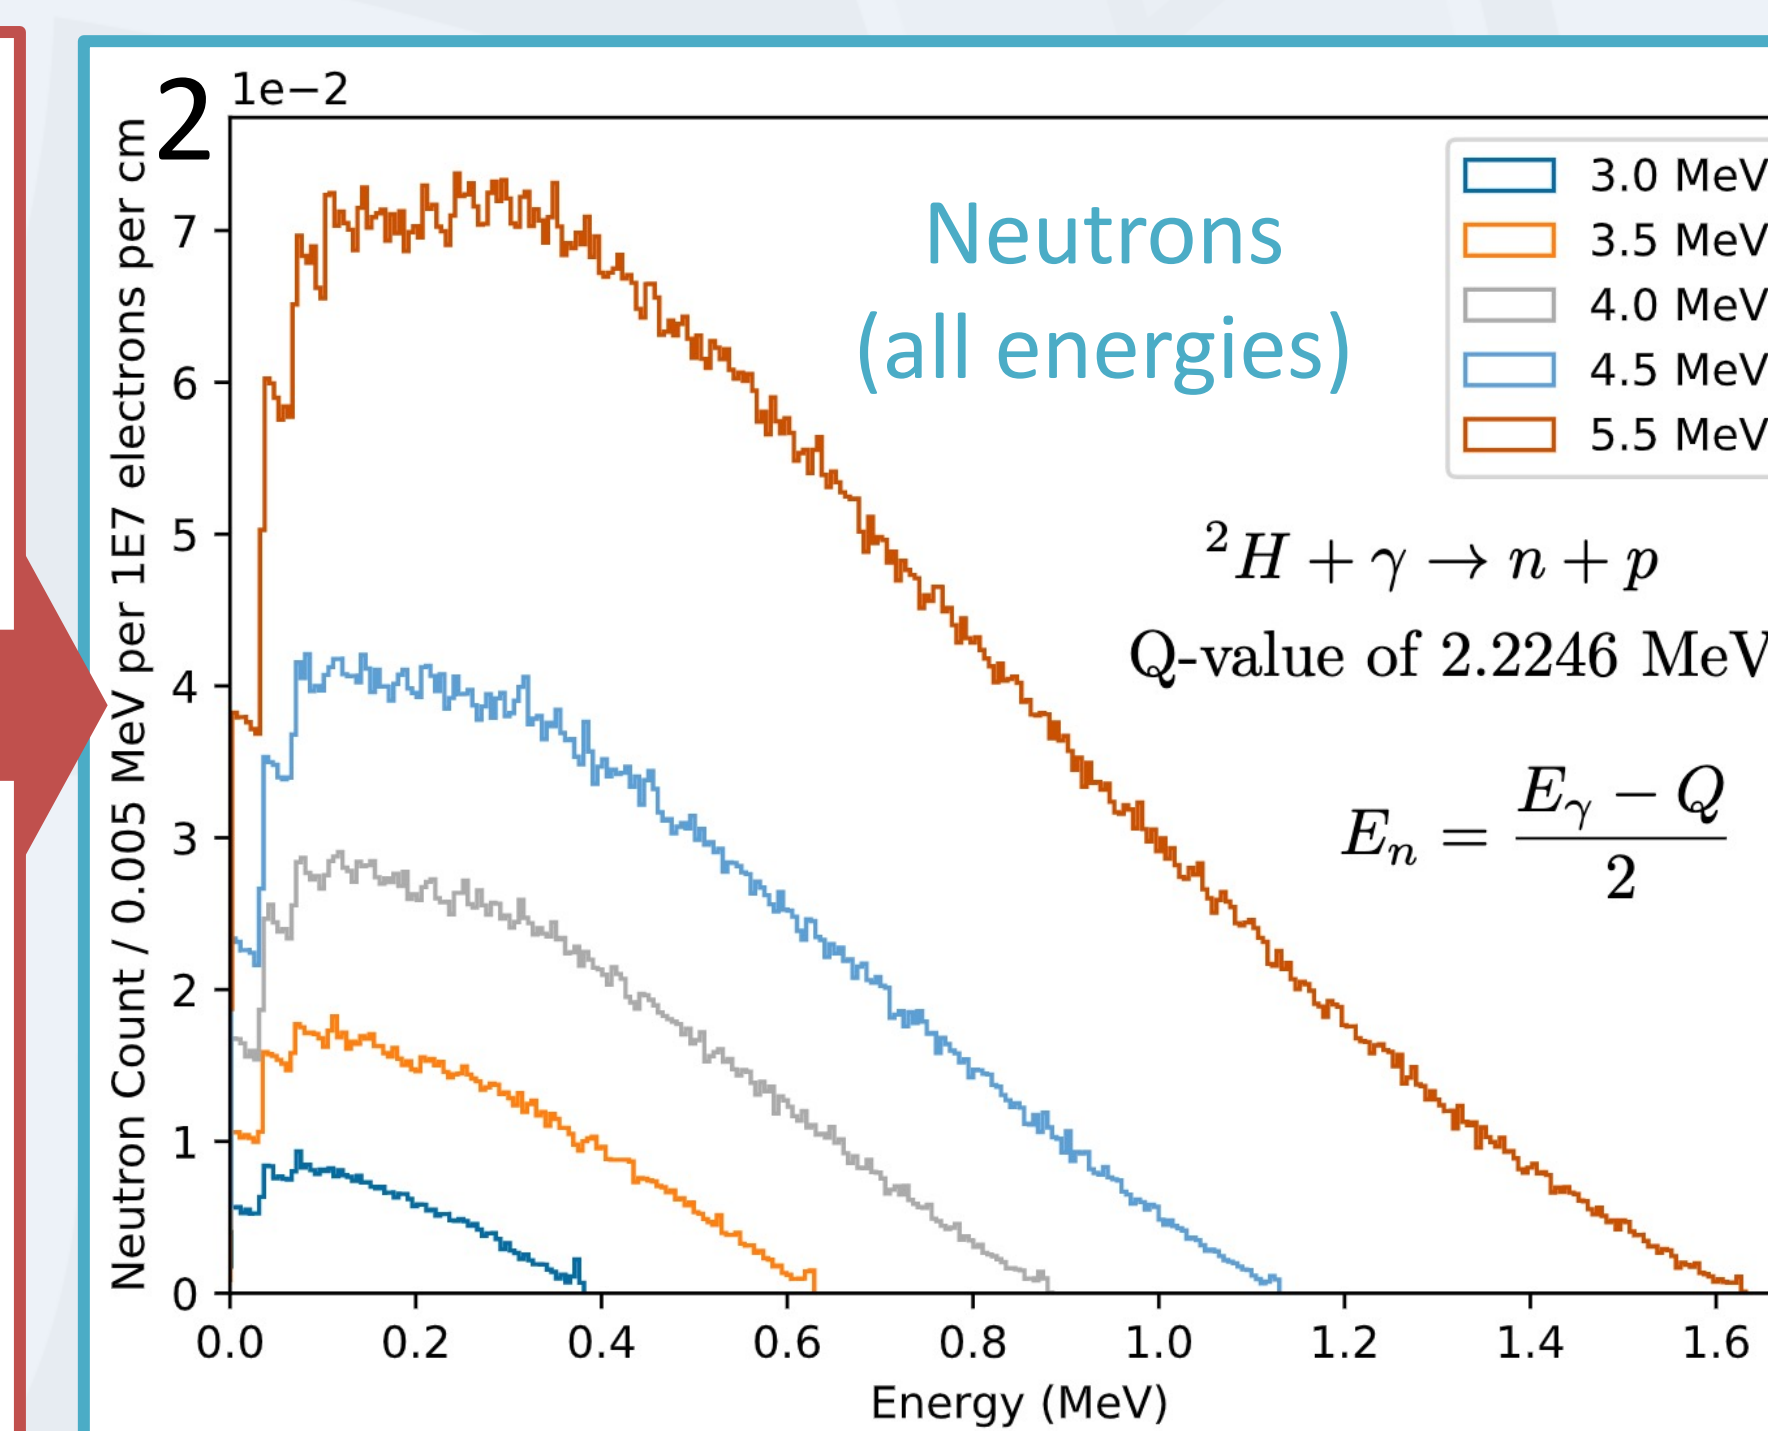 2
1e−2
Neutron Count / 0.005 MeV per 1E7 electrons per cm
7
6
5
4
3
2
1
0
Neutrons
(all energies)
3.0 MeV
3.5 MeV
4.0 MeV
4.5 MeV
5.5 MeV
²H + γ → n + p
Q-value of 2.2246 MeV
Eₙ = (E_γ − Q) / 2
0.0 0.2 0.4 0.6 0.8 1.0 1.2 1.4 1.6
Energy (MeV)